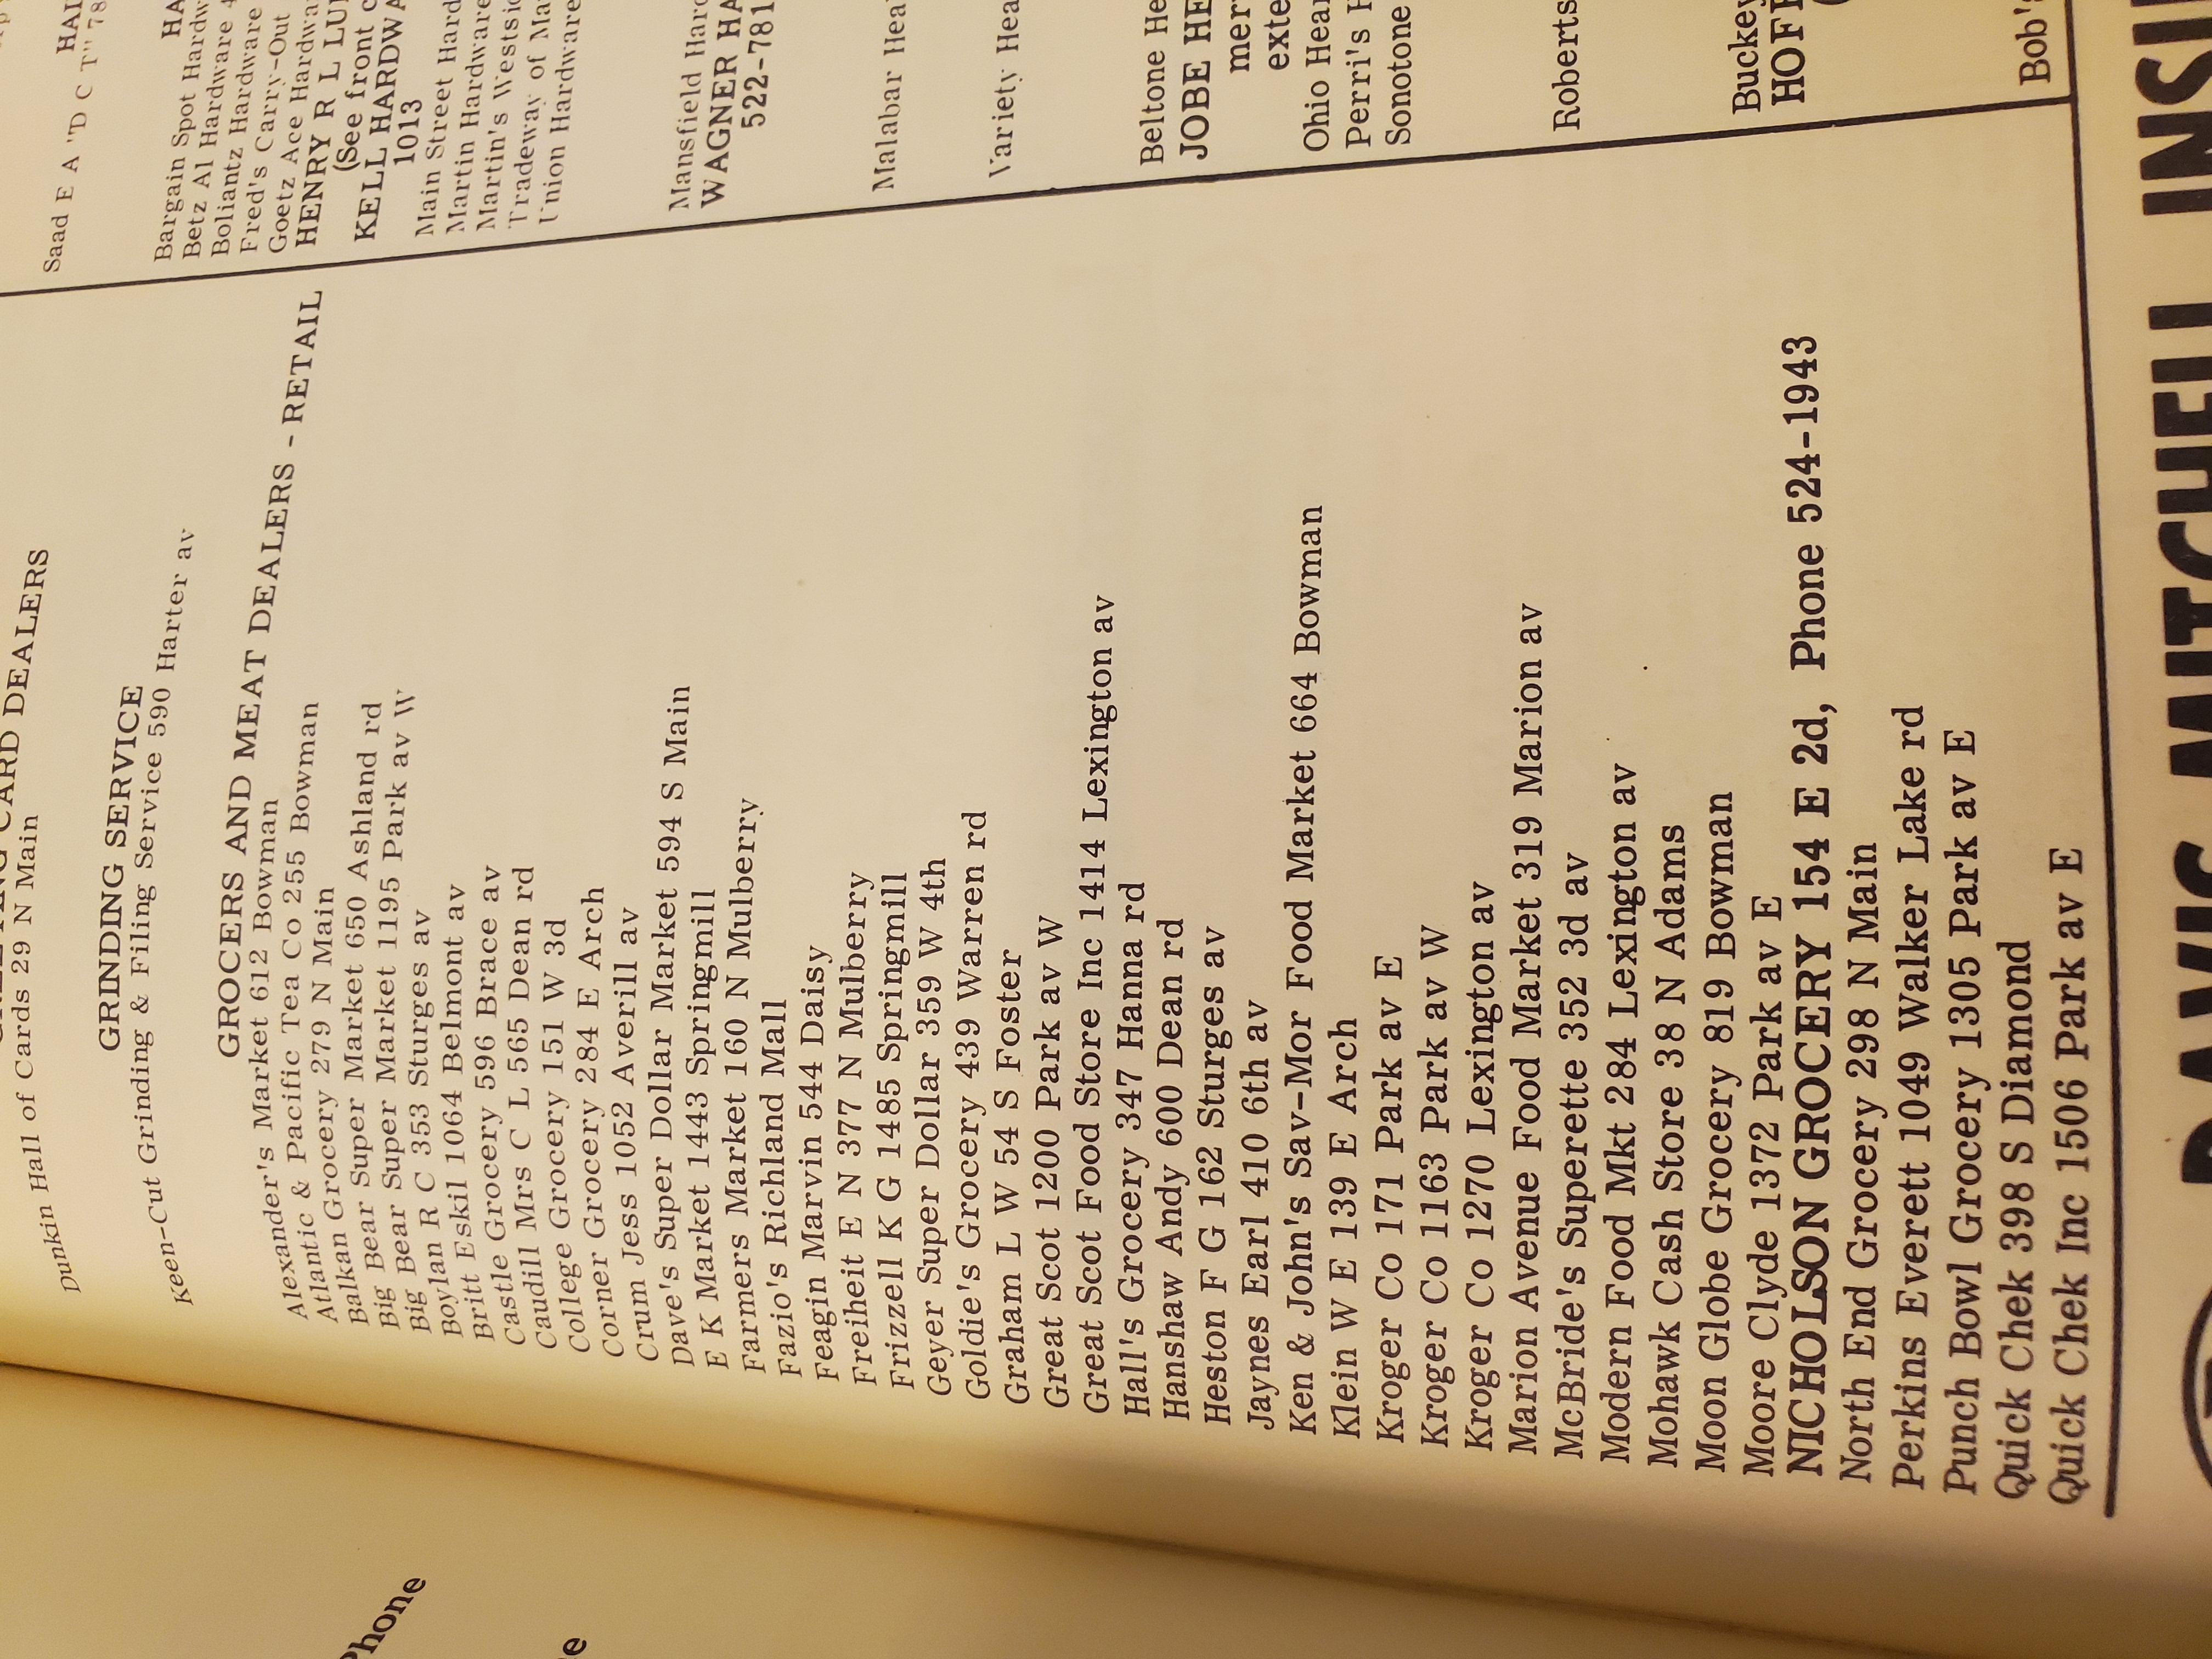 CARD DEALERS
Dunkin Hall of Cards 29 N Main
GRINDING SERVICE
Keen-Cut Grinding & Filing Service 590 Harter av
GROCERS AND MEAT DEALERS - RETAIL
Alexander's Market 612 Bowman
Atlantic & Pacific Tea Co 255 Bowman
Balkan Grocery 279 N Main
Big Bear Super Market 650 Ashland rd
Big Bear Super Market 1195 Park av W
Boylan R C 353 Sturges av
Britt Eskil 1064 Belmont av
Castle Grocery 596 Brace av
Caudill Mrs C L 565 Dean rd
College Grocery 151 W 3d
Corner Grocery 284 E Arch
Crum Jess 1052 Averill av
Dave's Super Dollar Market 594 S Main
E K Market 1443 Springmill
Farmers Market 160 N Mulberry
Fazio's Richland Mall
Feagin Marvin 544 Daisy
Freiheit E N 377 N Mulberry
Frizzell K G 1485 Springmill
Geyer Super Dollar 359 W 4th
Goldie's Grocery 439 Warren rd
Graham L W 54 S Foster
Great Scot 1200 Park av W
Great Scot Food Store Inc 1414 Lexington av
Hall's Grocery 347 Hanna rd
Hanshaw Andy 600 Dean rd
Heston F G 162 Sturges av
Jaynes Earl 410 6th av
Ken & John's Sav-Mor Food Market 664 Bowman
Klein W E 139 E Arch
Kroger Co 171 Park av E
Kroger Co 1163 Park av W
Kroger Co 1270 Lexington av
Marion Avenue Food Market 319 Marion av
McBride's Superette 352 3d av
Modern Food Mkt 284 Lexington av
Mohawk Cash Store 38 N Adams
Moon Globe Grocery 819 Bowman
Moore Clyde 1372 Park av E
NICHOLSON GROCERY 154 E 2d, Phone 524-1943
North End Grocery 298 N Main
Perkins Everett 1049 Walker Lake rd
Punch Bowl Grocery 1305 Park av E
Quick Chek 398 S Diamond
Quick Chek Inc 1506 Park av E
Saad E A
"D C T" 78
Bargain Spot Hardw
Betz Al Hardware 4
Boliantz Hardware
Fred's Carry-Out
Goetz Ace Hardwar
HENRY R L LU
(See front c
KELL HARDWA
1013
Main Street Hard
Martin Hardware
Martin's Westsid
Tradeway of Ma
Union Hardware
Mansfield Hard
WAGNER HA
522-781
Malabar Hea
Variety Hea
Beltone He
JOBE HE
mer
exte
Ohio Hear
Perri's H
Sonotone
Roberts
Buckey
HOFF
Bob's
MITCHELL INS
Phone